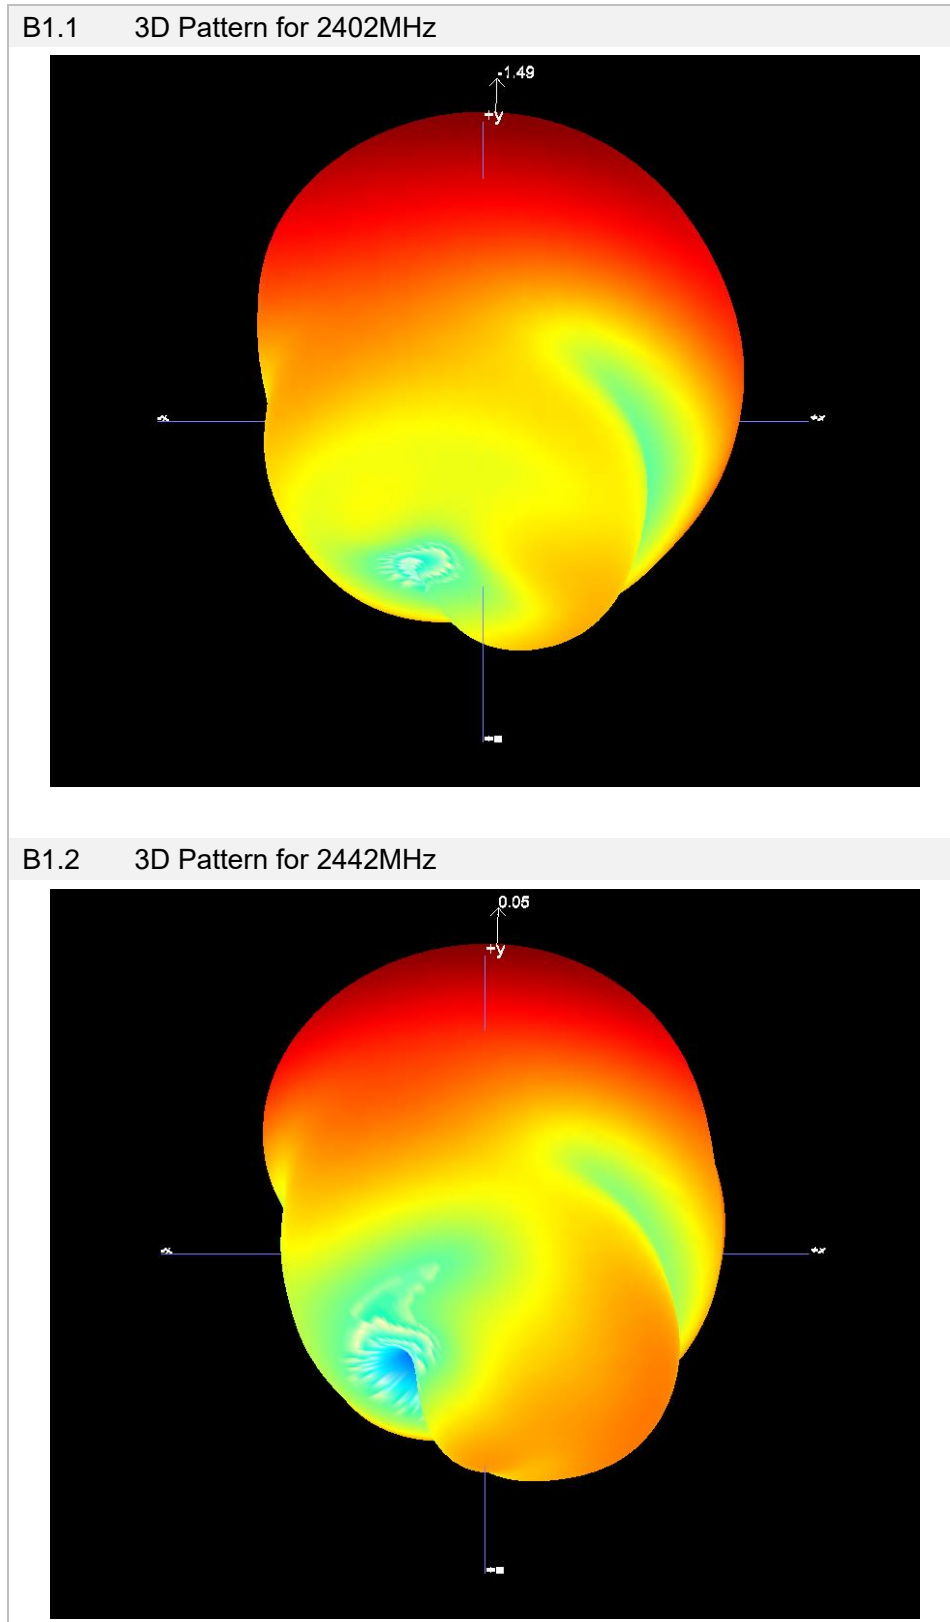 B1.1 3D Pattern for 2402MHz
-1.49
+y
-x +x
B1.2 3D Pattern for 2442MHz
0.05
+y
-x +x